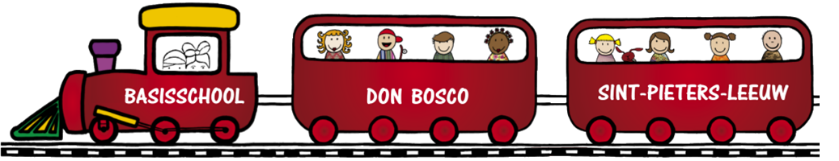 BASISSCHOOL
DON BOSCO
SINT-PIETERS-LEEUW